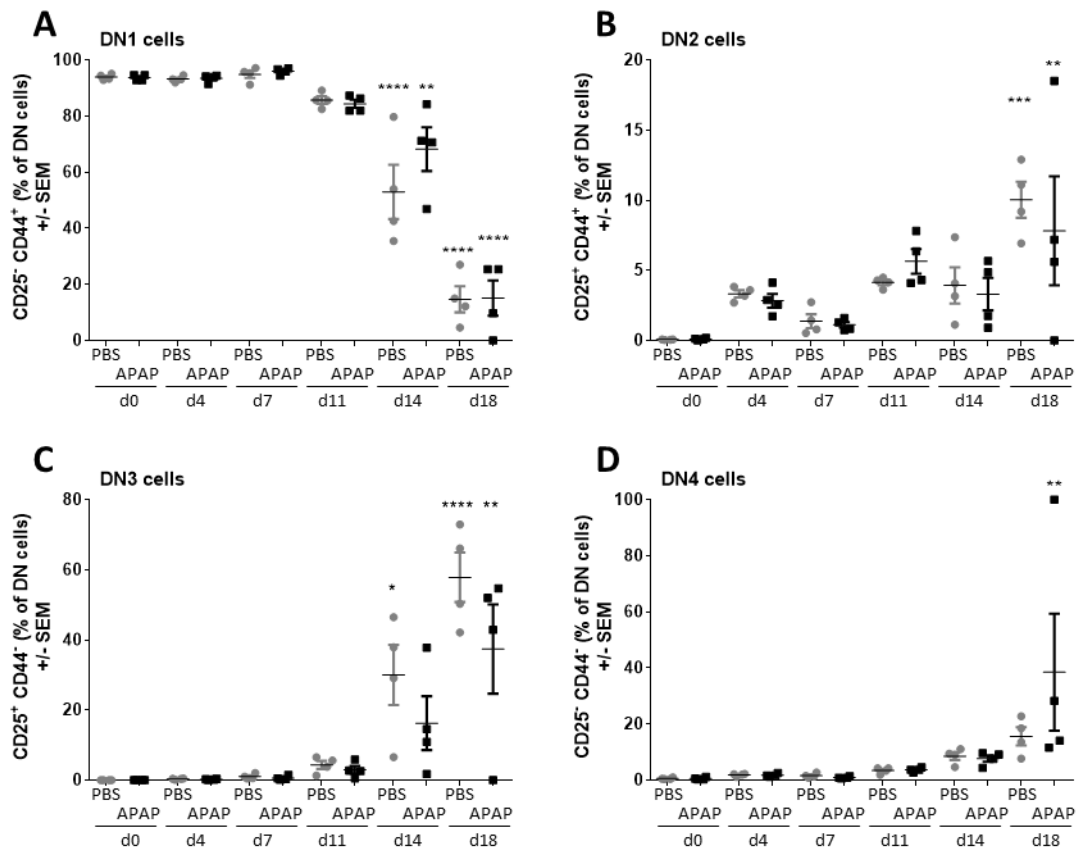 A
DN1 cells
CD25⁻ CD44⁺ (% of DN cells)
+/- SEM
100
80
60
40
20
0
**** **
**** ****
PBS PBS PBS PBS PBS PBS
APAP APAP APAP APAP APAP APAP
d0 d4 d7 d11 d14 d18
B
DN2 cells
CD25⁺ CD44⁺ (% of DN cells)
+/- SEM
20
15
10
5
0
**
***
PBS PBS PBS PBS PBS PBS
APAP APAP APAP APAP APAP APAP
d0 d4 d7 d11 d14 d18
C
DN3 cells
CD25⁺ CD44⁻ (% of DN cells)
+/- SEM
80
60
40
20
0
**** **
*
PBS PBS PBS PBS PBS PBS
APAP APAP APAP APAP APAP APAP
d0 d4 d7 d11 d14 d18
D
DN4 cells
CD25⁻ CD44⁻ (% of DN cells)
+/- SEM
100
80
60
40
20
0
**
PBS PBS PBS PBS PBS PBS
APAP APAP APAP APAP APAP APAP
d0 d4 d7 d11 d14 d18